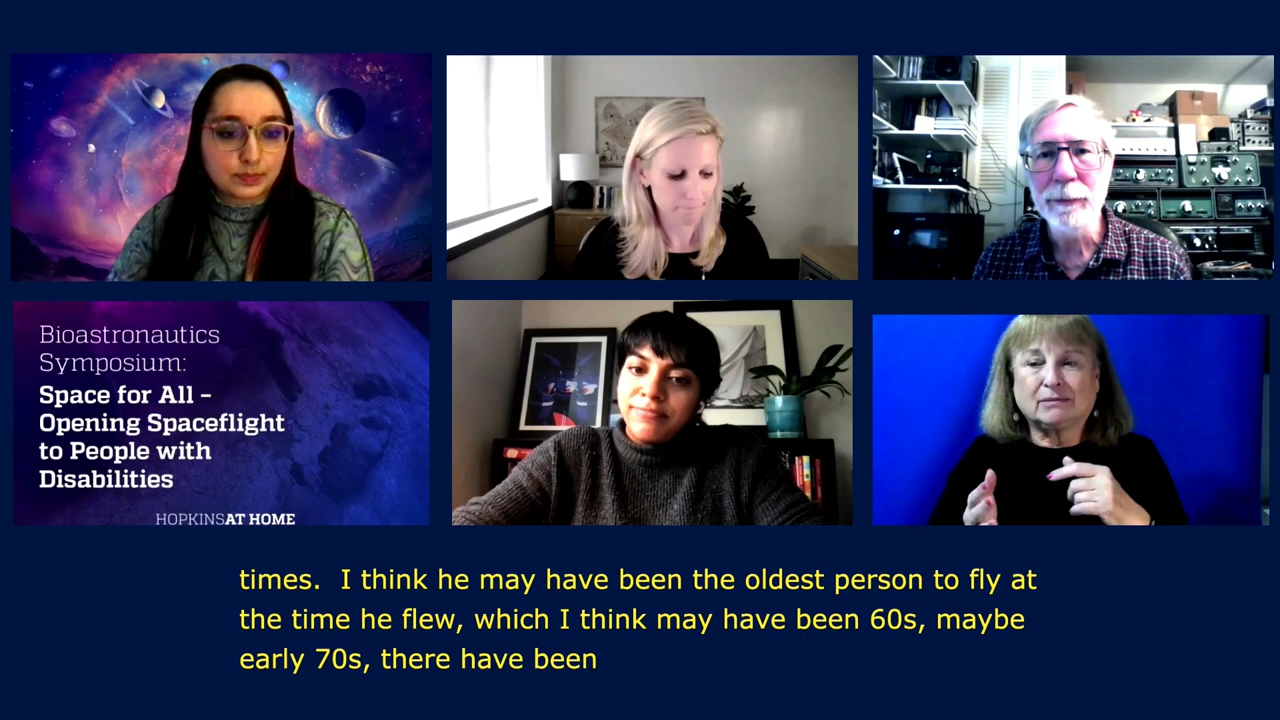 Bioastronautics
Symposium:
Space for All –
Opening Spaceflight
to People with
Disabilities
HOPKINSAT HOME
times.  I think he may have been the oldest person to fly at
the time he flew, which I think may have been 60s, maybe
early 70s, there have been